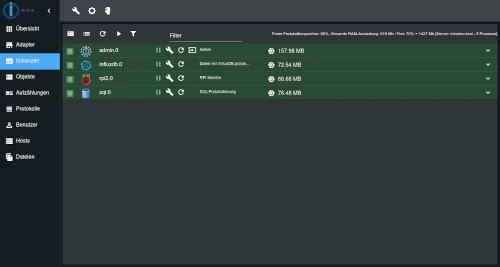 Übersicht
Adapter
Instanzen
Objekte
Aufzählungen
Protokolle
Benutzer
Hosts
Dateien
Filter
admin.0 Admin 157.98 MB
influxdb.0 72.54 MB
rpi2.0 RPI-Monitor 66.68 MB
sql.0 SQL-Protokollierung 76.48 MB